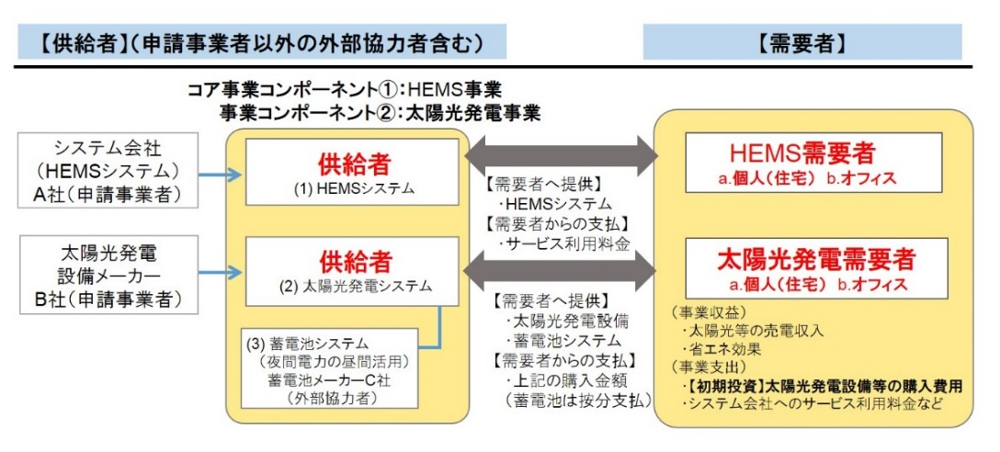 【供給者】(申請事業者以外の外部協力者含む)
【需要者】
コア事業コンポーネント①:HEMS事業
事業コンポーネント②:太陽光発電事業
システム会社
(HEMSシステム)
A社(申請事業者)
太陽光発電
設備メーカー
B社(申請事業者)
供給者
(1) HEMSシステム
供給者
(2) 太陽光発電システム
(3) 蓄電池システム
(夜間電力の昼間活用)
蓄電池メーカーC社
(外部協力者)
【需要者へ提供】
・HEMSシステム
【需要者からの支払】
・サービス利用料金
【需要者へ提供】
・太陽光発電設備
・蓄電池システム
【需要者からの支払】
・上記の購入金額
(蓄電池は按分支払)
HEMS需要者
a.個人(住宅) b.オフィス
太陽光発電需要者
a.個人(住宅) b.オフィス
(事業収益)
・太陽光等の売電収入
・省エネ効果
(事業支出)
・【初期投資】太陽光発電設備等の購入費用
・システム会社へのサービス利用料金など